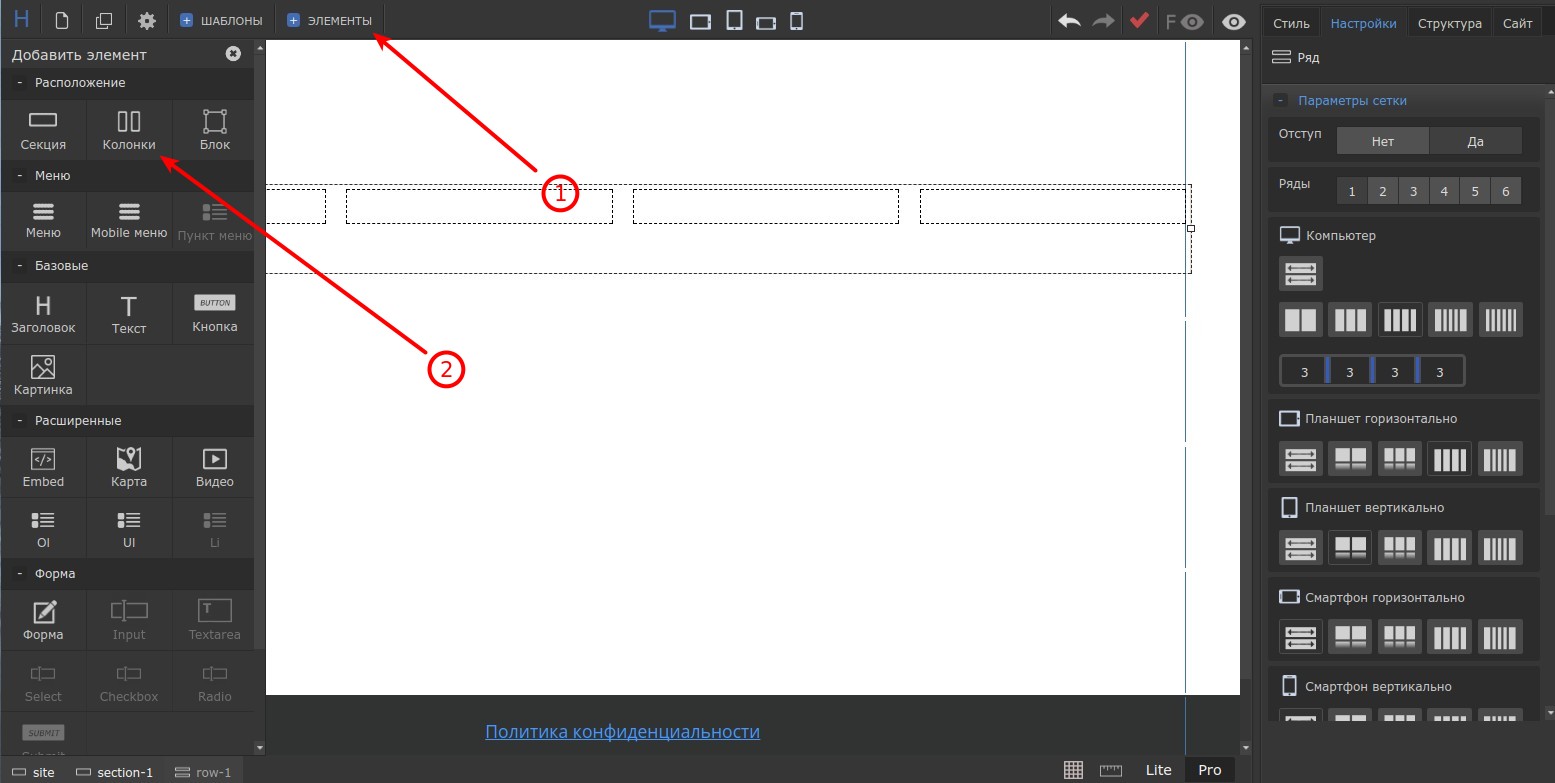 H ШАБЛОНЫ ЭЛЕМЕНТЫ F
Добавить элемент
- Расположение
Секция Колонки Блок
- Меню
Меню Mobile меню Пункт меню
- Базовые
H T BUTTON
Заголовок Текст Кнопка
Картинка
- Расширенные
Embed Карта Видео
Ol Ul Li
- Форма
Форма Input Textarea
Select Checkbox Radio
SUBMIT
Submit
1
2
Политика конфиденциальности
Стиль Настройки Структура Сайт
Ряд
- Параметры сетки
Отступ Нет Да
Ряды 1 2 3 4 5 6
Компьютер
3 3 3 3
Планшет горизонтально
Планшет вертикально
Смартфон горизонтально
Смартфон вертикально
site section-1 row-1 Lite Pro